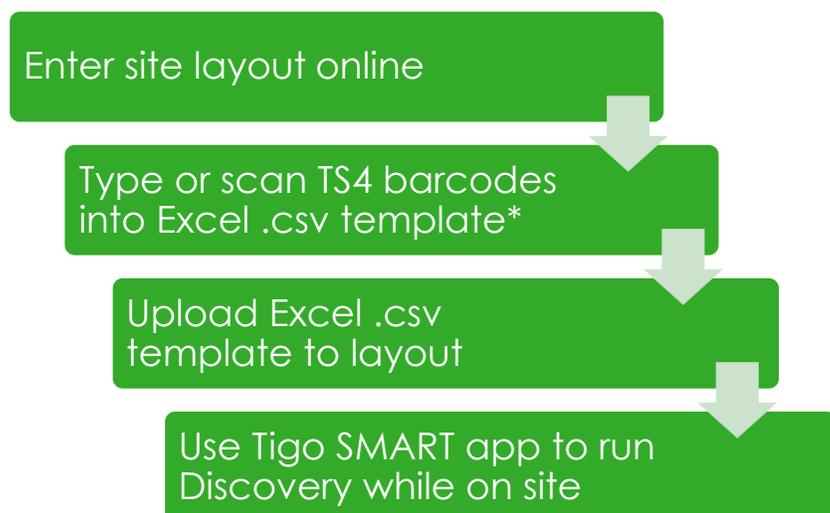 Enter site layout online
Type or scan TS4 barcodes
into Excel .csv template*
Upload Excel .csv
template to layout
Use Tigo SMART app to run
Discovery while on site